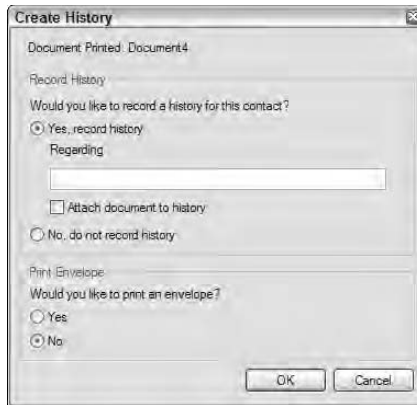 Create History
Document Printed: Document4
Record History
Would you like to record a history for this contact?
Yes, record history
Regarding
Attach document to history
No, do not record history
Print Envelope
Would you like to print an envelope?
Yes
No
OK Cancel